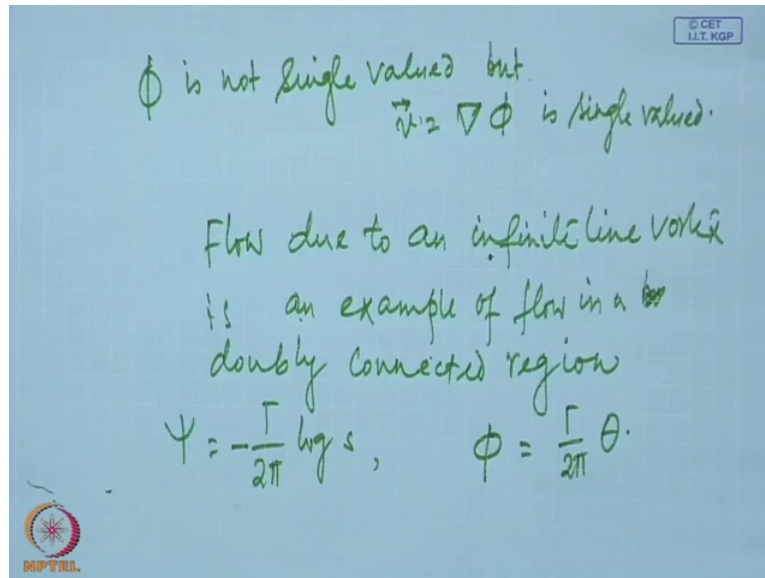 © CET
I.I.T. KGP
ϕ is not single valued but
v⃗ = ∇ ϕ is single valued.
Flow due to an infinite line vortex
is an example of flow in a
doubly connected region
Ψ = - Γ/2π log s, ϕ = Γ/2π θ.
NPTEL